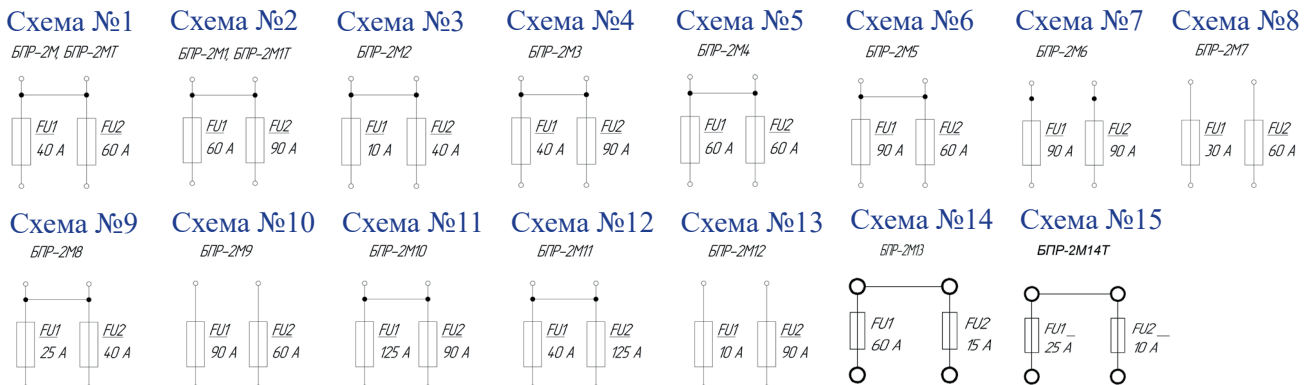 Схема №1 Схема №2 Схема №3 Схема №4 Схема №5 Схема №6 Схема №7 Схема №8
БПР-2М, БПР-2МТ БПР-2М1, БПР-2М1Т БПР-2М2 БПР-2М3 БПР-2М4 БПР-2М5 БПР-2М6 БПР-2М7
FU1 FU2 FU1 FU2 FU1 FU2 FU1 FU2 FU1 FU2 FU1 FU2 FU1 FU2 FU1 FU2
40 А 60 А 60 А 90 А 10 А 40 А 40 А 90 А 60 А 60 А 90 А 60 А 90 А 90 А 30 А 60 А
Схема №9 Схема №10 Схема №11 Схема №12 Схема №13 Схема №14 Схема №15
БПР-2М8 БПР-2М9 БПР-2М10 БПР-2М11 БПР-2М12 БПР-2М13 БПР-2М14Т
FU1 FU2 FU1 FU2 FU1 FU2 FU1 FU2 FU1 FU2 FU1 FU2 FU1 FU2
25 А 40 А 90 А 60 А 125 А 90 А 40 А 125 А 10 А 90 А 60 А 15 А 25 А 10 А